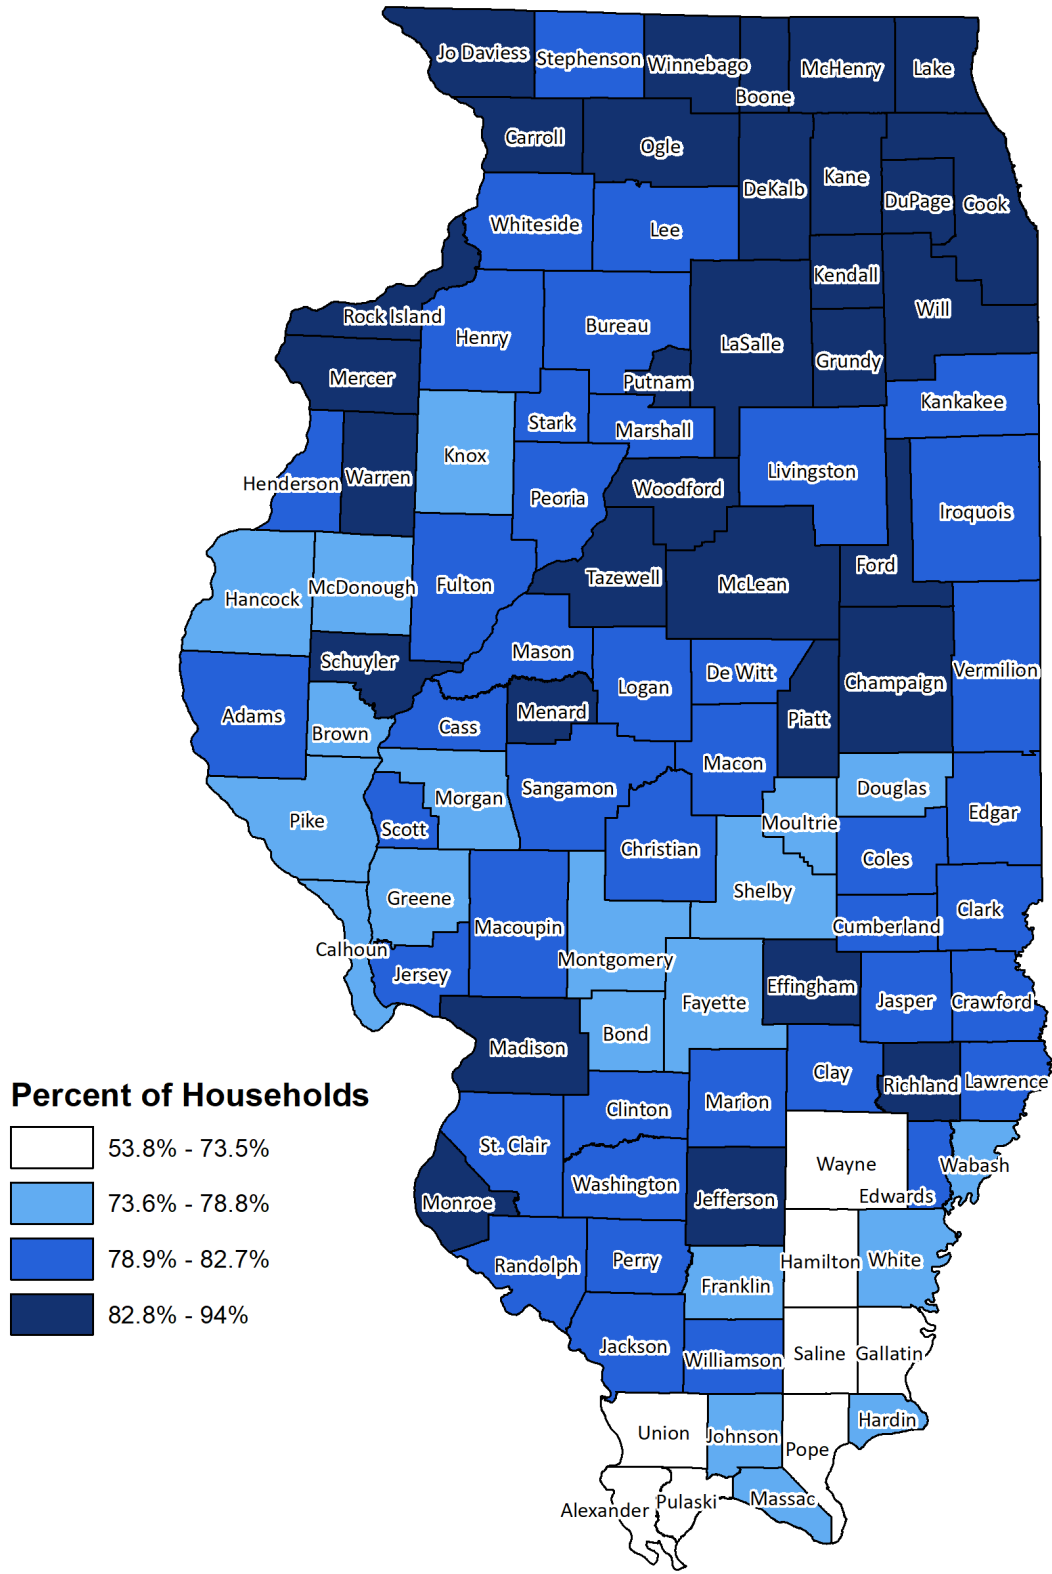 Jo Daviess
Stephenson
Winnebago
Boone
McHenry
Lake
Carroll
Ogle
DeKalb
Kane
DuPage
Cook
Whiteside
Lee
Kendall
Will
Rock Island
Henry
Bureau
LaSalle
Grundy
Mercer
Putnam
Kankakee
Stark
Marshall
Knox
Henderson
Warren
Peoria
Woodford
Livingston
Iroquois
Hancock
McDonough
Fulton
Tazewell
McLean
Ford
Schuyler
Mason
Logan
De Witt
Champaign
Vermilion
Adams
Brown
Cass
Menard
Piatt
Macon
Pike
Scott
Morgan
Sangamon
Christian
Moultrie
Douglas
Edgar
Coles
Shelby
Greene
Macoupin
Cumberland
Clark
Calhoun
Jersey
Montgomery
Fayette
Effingham
Jasper
Crawford
Madison
Bond
Clay
Richland
Lawrence
Percent of Households
Clinton
Marion
53.8% - 73.5%
St. Clair
Wayne
Wabash
73.6% - 78.8%
Monroe
Washington
Jefferson
Edwards
78.9% - 82.7%
Randolph
Perry
Franklin
Hamilton
White
82.8% - 94%
Jackson
Williamson
Saline
Gallatin
Union
Johnson
Pope
Hardin
Alexander
Pulaski
Massac